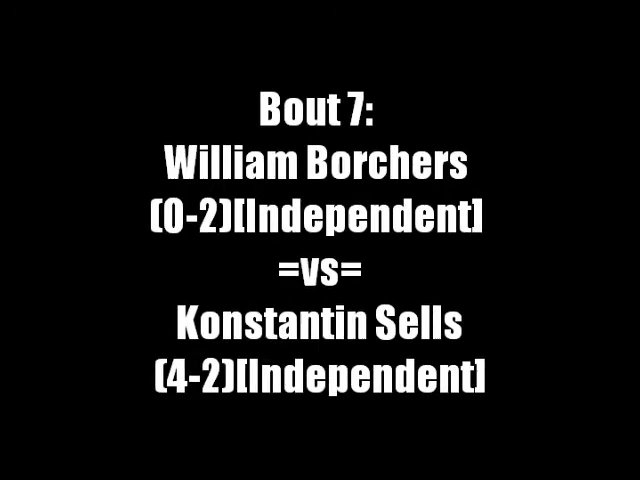 Bout 7:
William Borchers
(0-2)[Independent]
=vs=
Konstantin Sells
(4-2)[Independent]